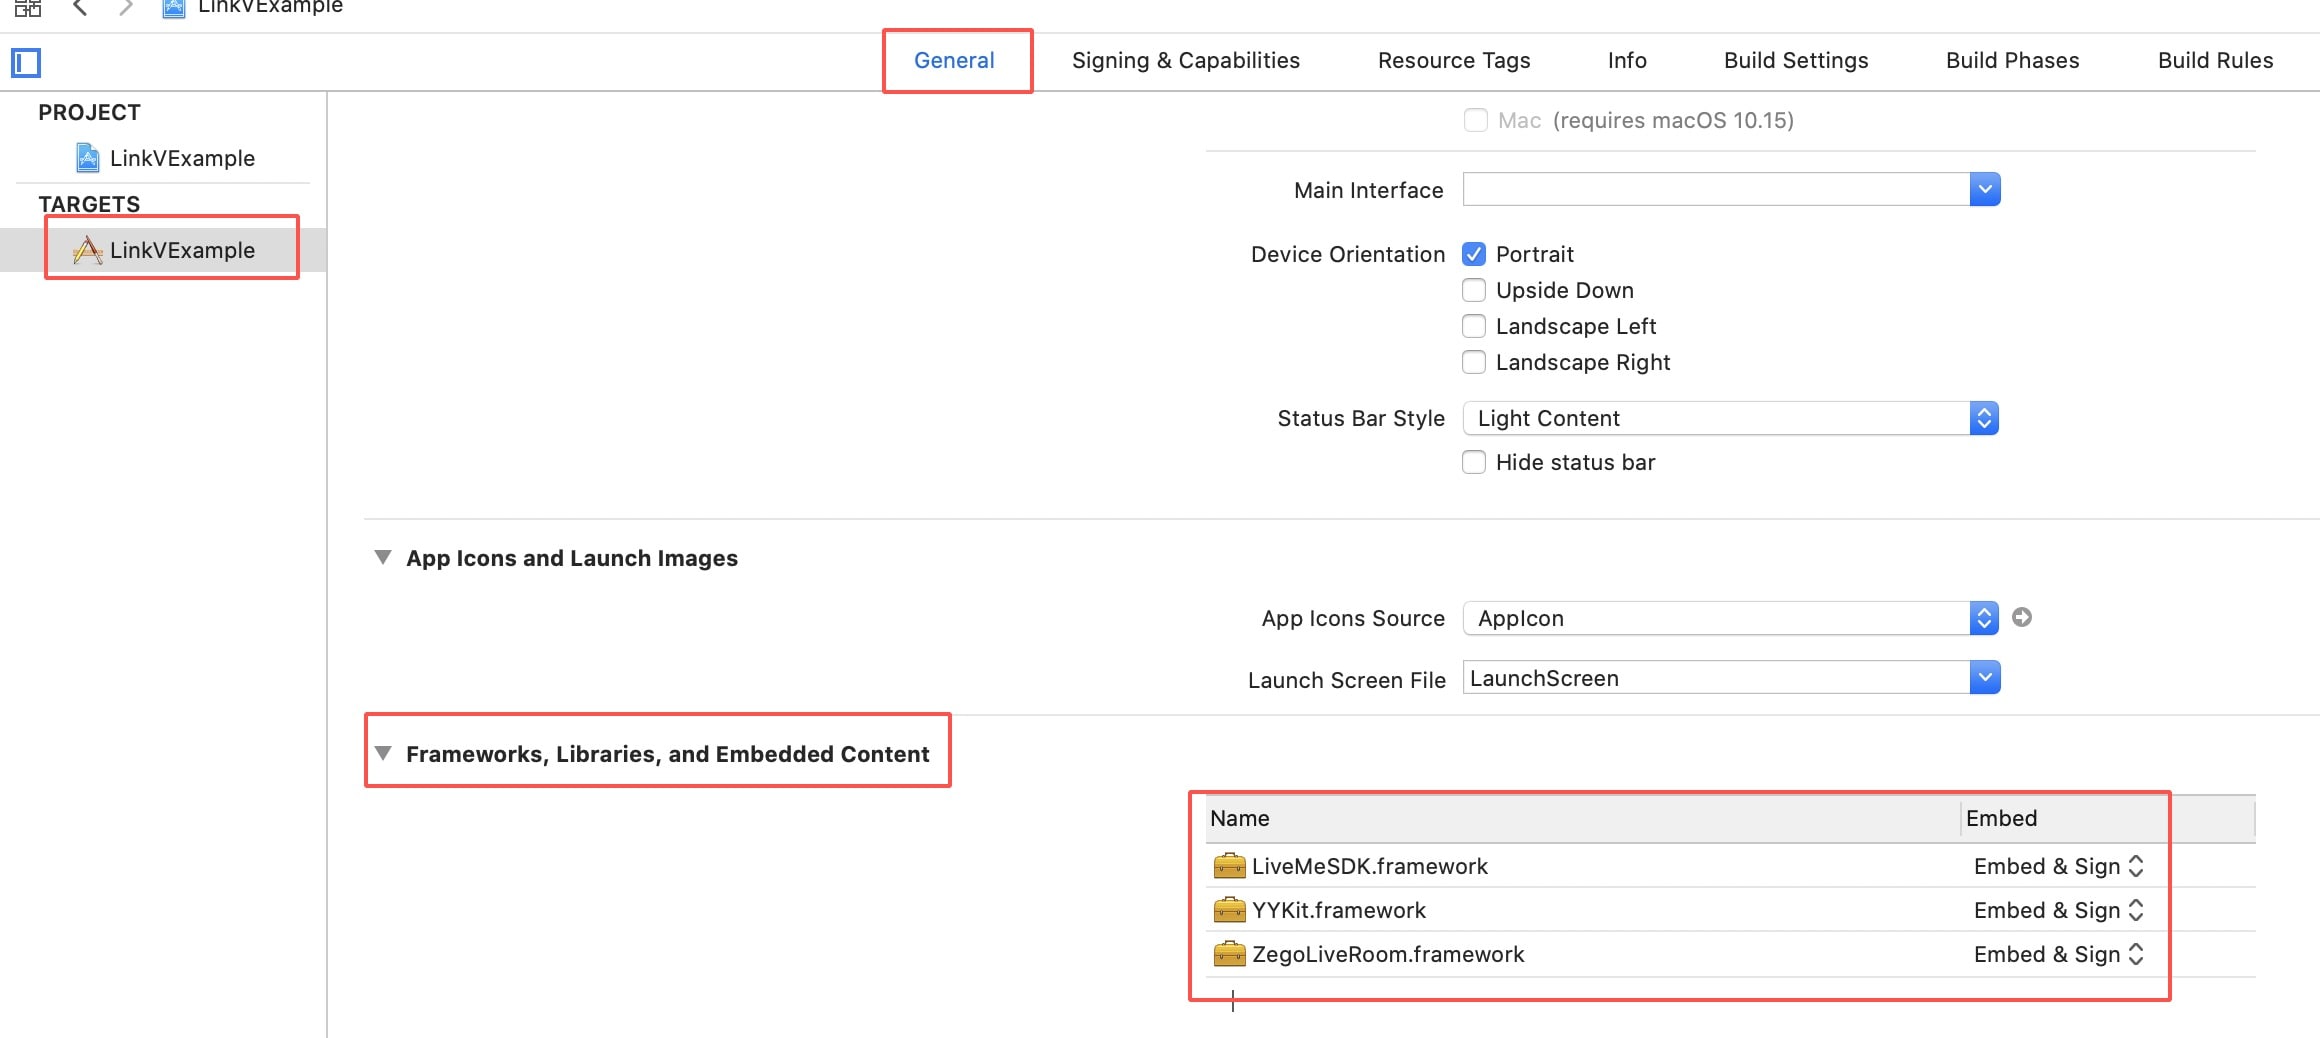 LinkVExample
General Signing & Capabilities Resource Tags Info Build Settings Build Phases Build Rules
PROJECT
LinkVExample
TARGETS
LinkVExample
Mac (requires macOS 10.15)
Main Interface
Device Orientation Portrait
Upside Down
Landscape Left
Landscape Right
Status Bar Style Light Content
Hide status bar
App Icons and Launch Images
App Icons Source AppIcon
Launch Screen File LaunchScreen
Frameworks, Libraries, and Embedded Content
Name Embed
LiveMeSDK.framework Embed & Sign
YYKit.framework Embed & Sign
ZegoLiveRoom.framework Embed & Sign